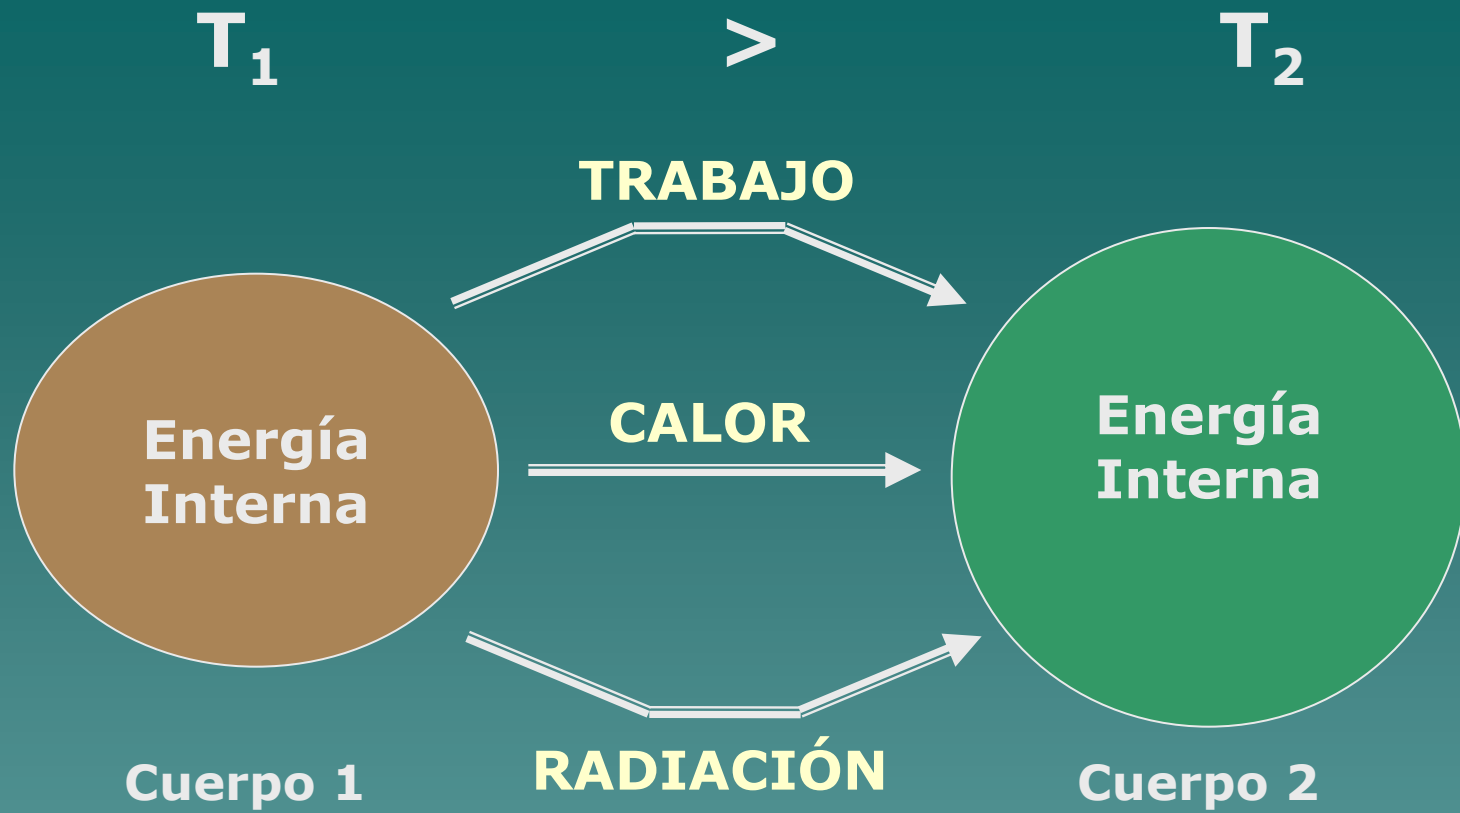 T₁ > T₂
TRABAJO
Energía
Interna
CALOR
Energía
Interna
RADIACIÓN
Cuerpo 1
Cuerpo 2